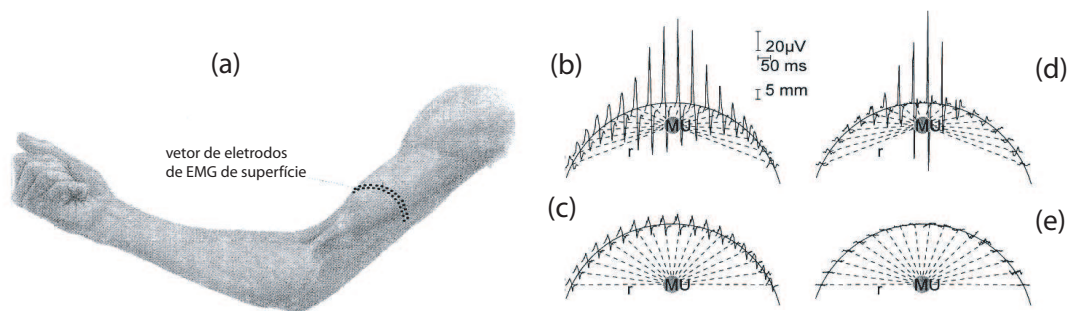 (a)
vetor de eletrodos
de EMG de superfície
(b)
20µV
50 ms
5 mm
(d)
MU
r
MU
r
(c)
(e)
MU
r
MU
r